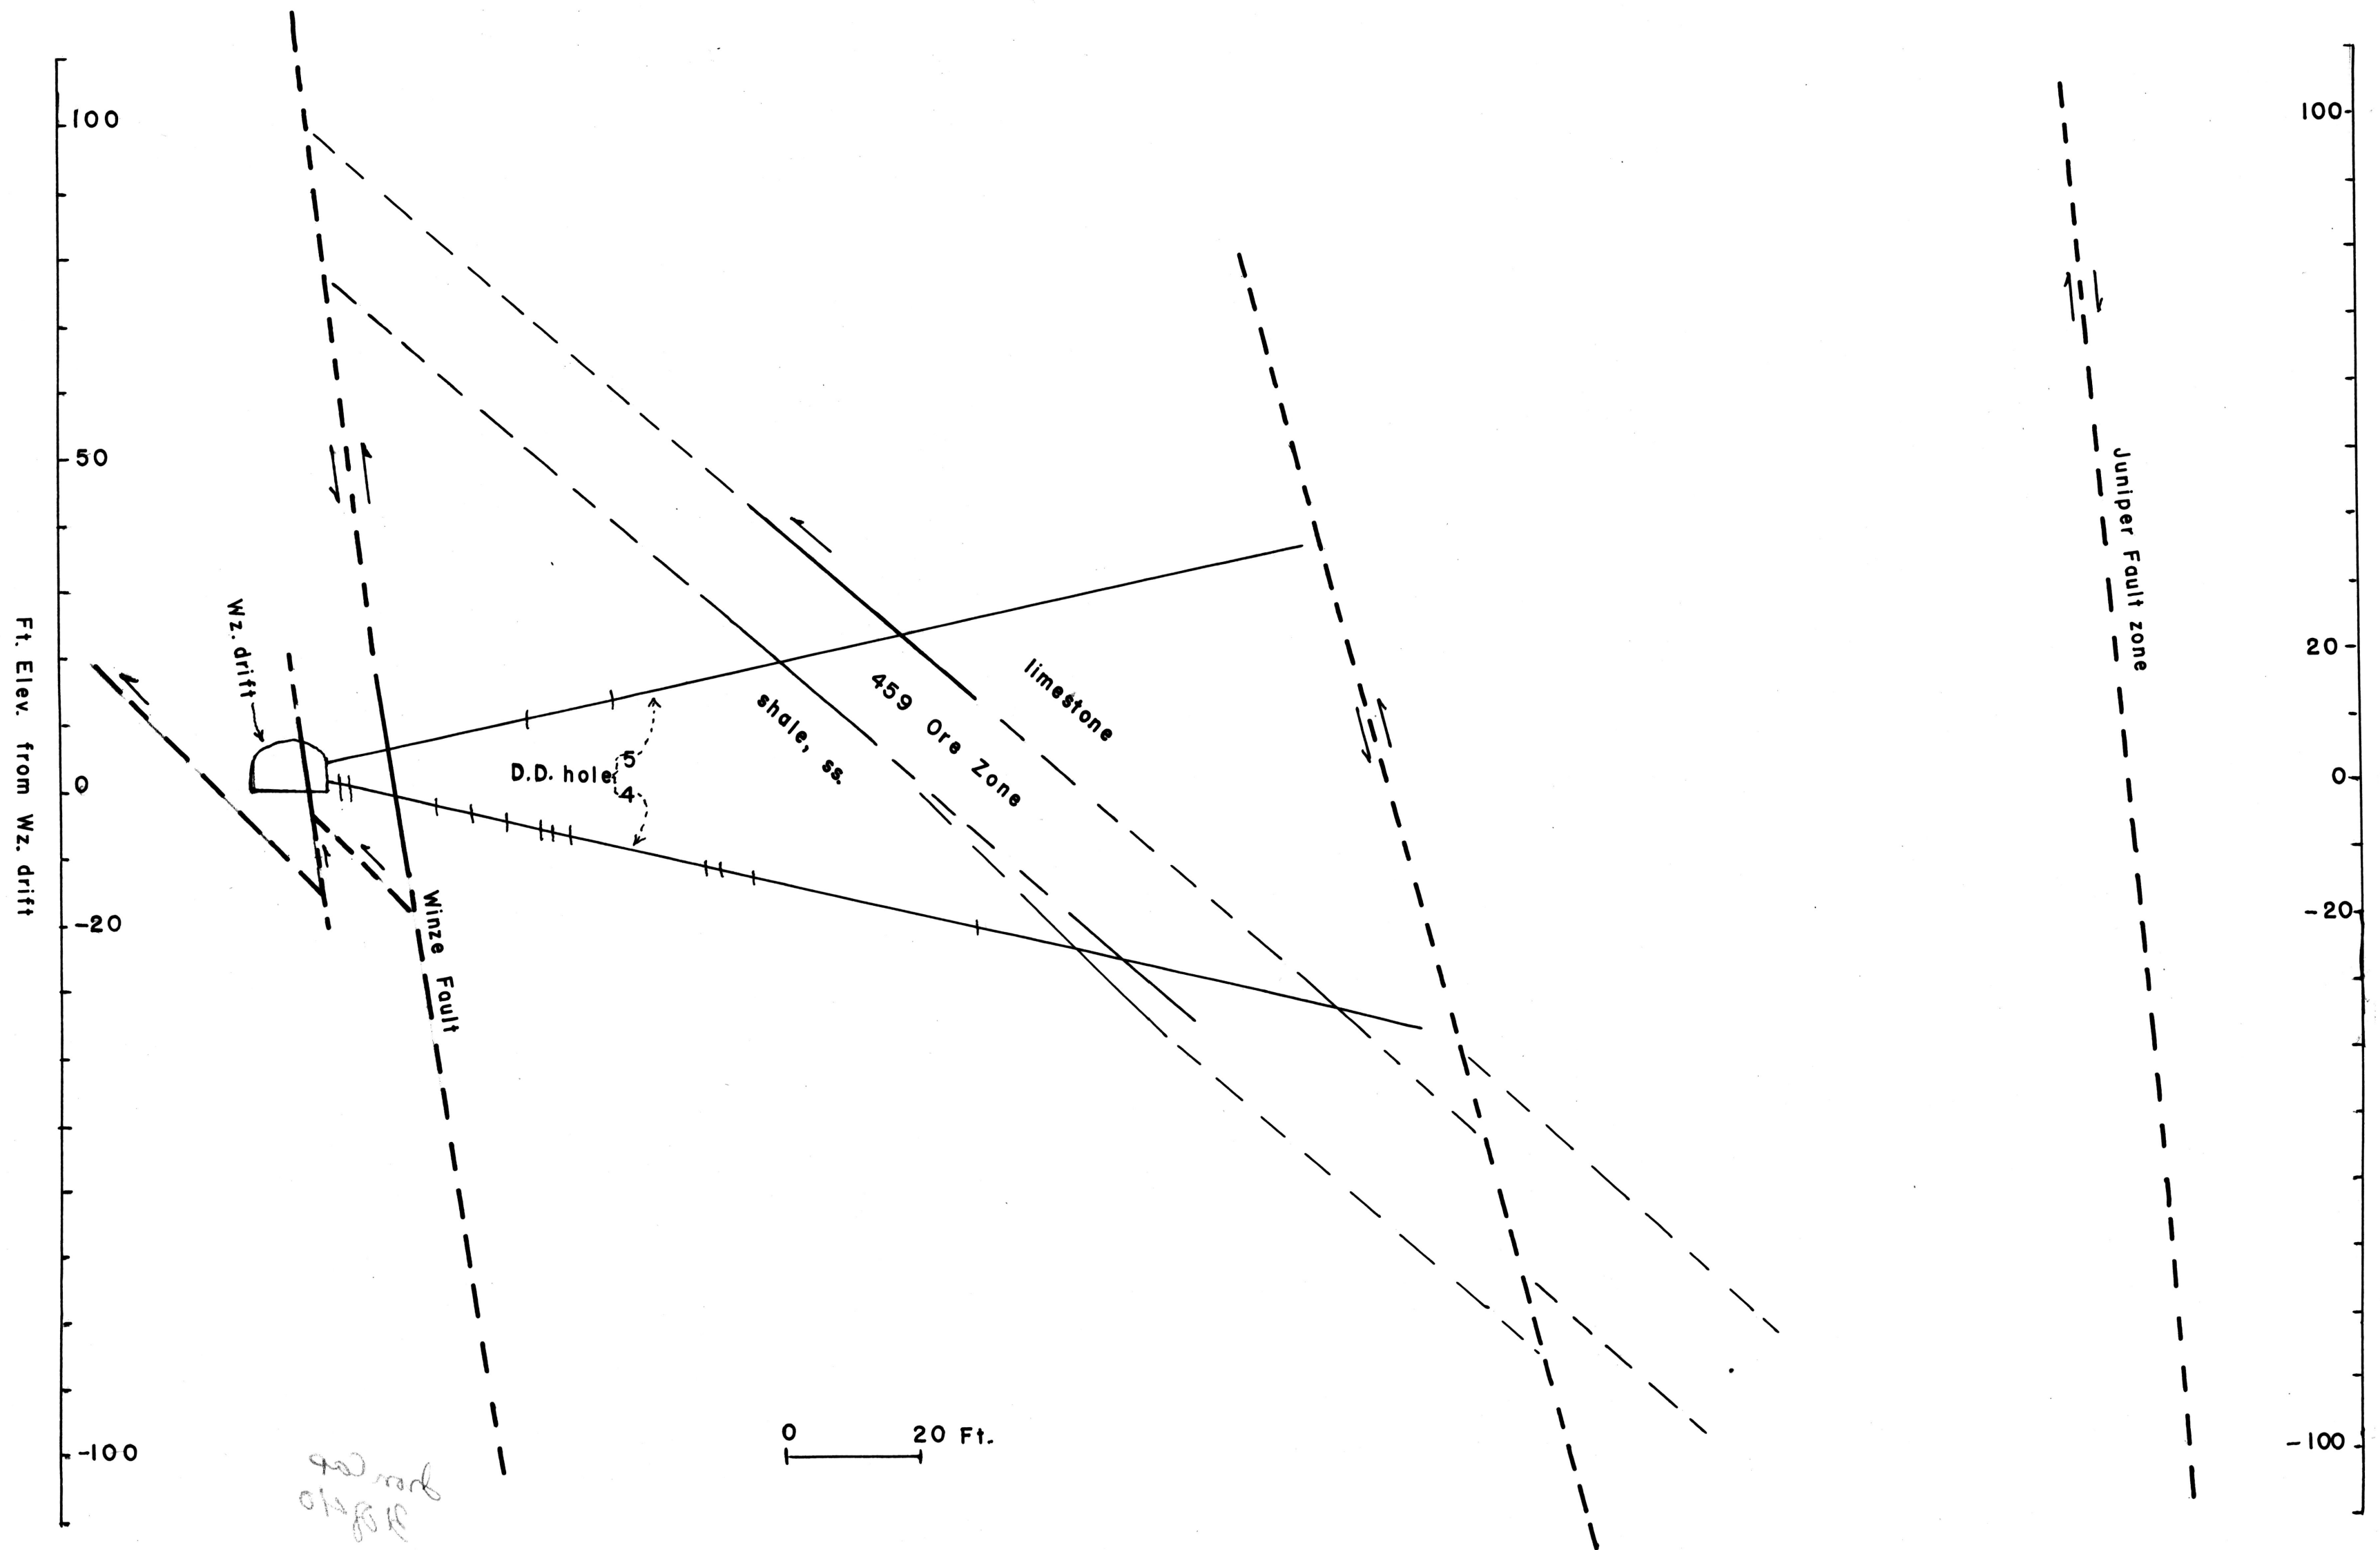 100
50
0
-20
-100
Ft. Elev. from Wz. drift
Wz. drift
Winze Fault
D.D. hole
5
4
shale, ss.
459 Ore Zone
limestone
0 20 Ft.
Juniper Fault zone
100
20
0
-20
-100